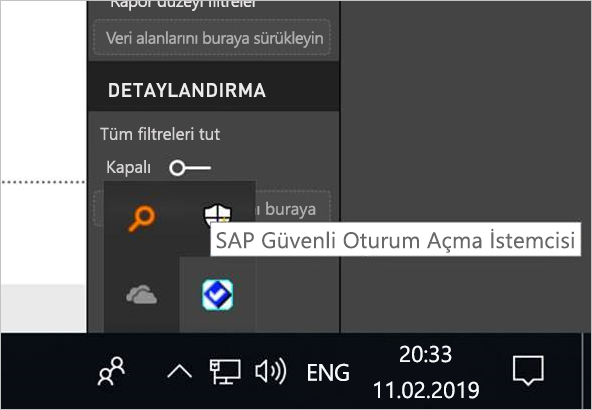 Rapor düzeyi filtreler
Veri alanlarını buraya sürükleyin
DETAYLANDIRMA
Tüm filtreleri tut
Kapalı
buraya
SAP Güvenli Oturum Açma İstemcisi
ENG
20:33
11.02.2019